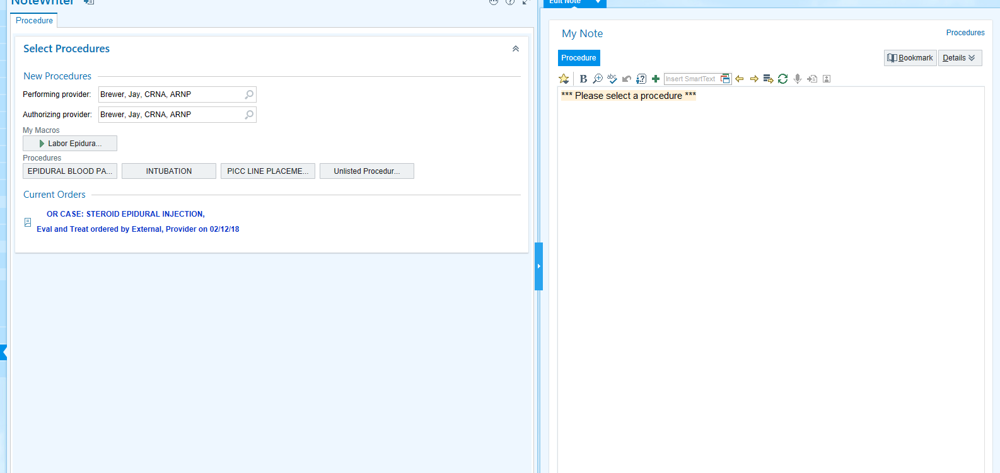 NoteWriter
Procedure
Select Procedures
New Procedures
Performing provider: Brewer, Jay, CRNA, ARNP
Authorizing provider: Brewer, Jay, CRNA, ARNP
My Macros
Labor Epidura...
Procedures
EPIDURAL BLOOD PA... INTUBATION PICC LINE PLACEME... Unlisted Procedur...
Current Orders
OR CASE: STEROID EPIDURAL INJECTION,
Eval and Treat ordered by External, Provider on 02/12/18
Edit Note
My Note Procedures
Procedure Bookmark Details
B abc Insert SmartText
*** Please select a procedure ***